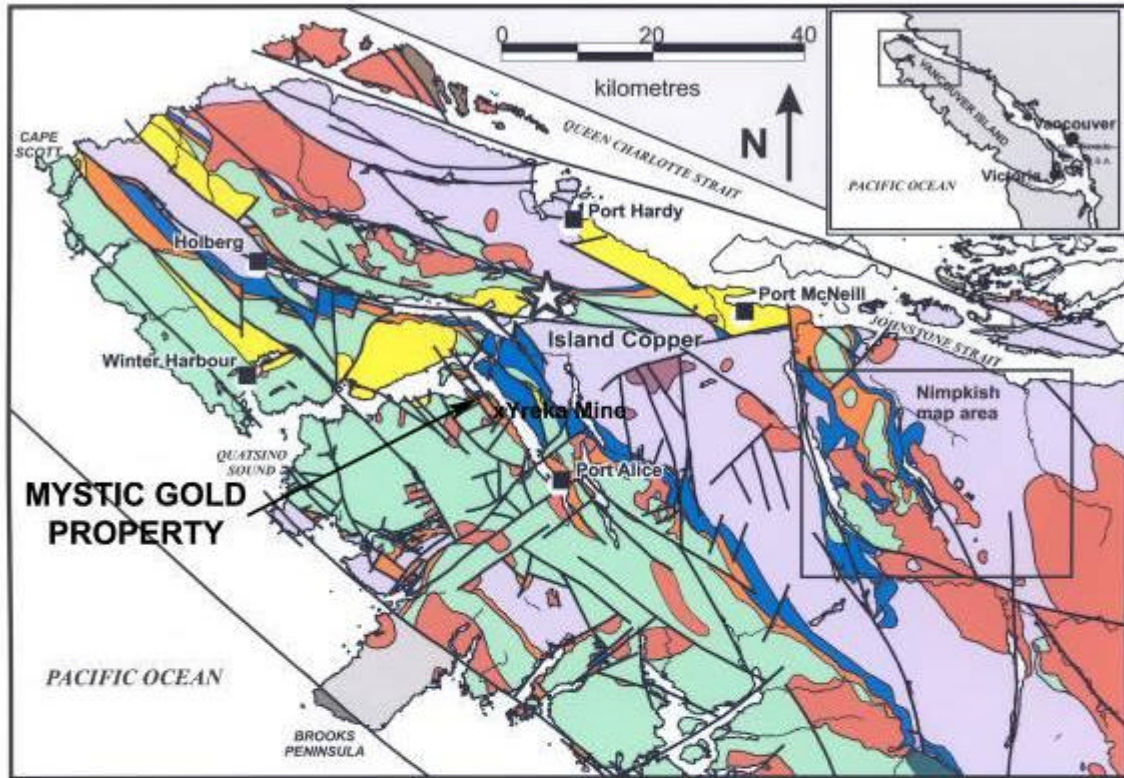 0 20 40
kilometres
N
QUEEN CHARLOTTE STRAIT
CAPE
SCOTT
VANCOUVER ISLAND
Vancouver
Victoria
U.S.A.
PACIFIC OCEAN
Port Hardy
Holberg
Port McNeill
JOHNSTONE STRAIT
Island Copper
Winter Harbour
Nimpkish
map area
xYreka Mine
QUATSINO
SOUND
Port Alice
MYSTIC GOLD
PROPERTY
PACIFIC OCEAN
BROOKS
PENINSULA